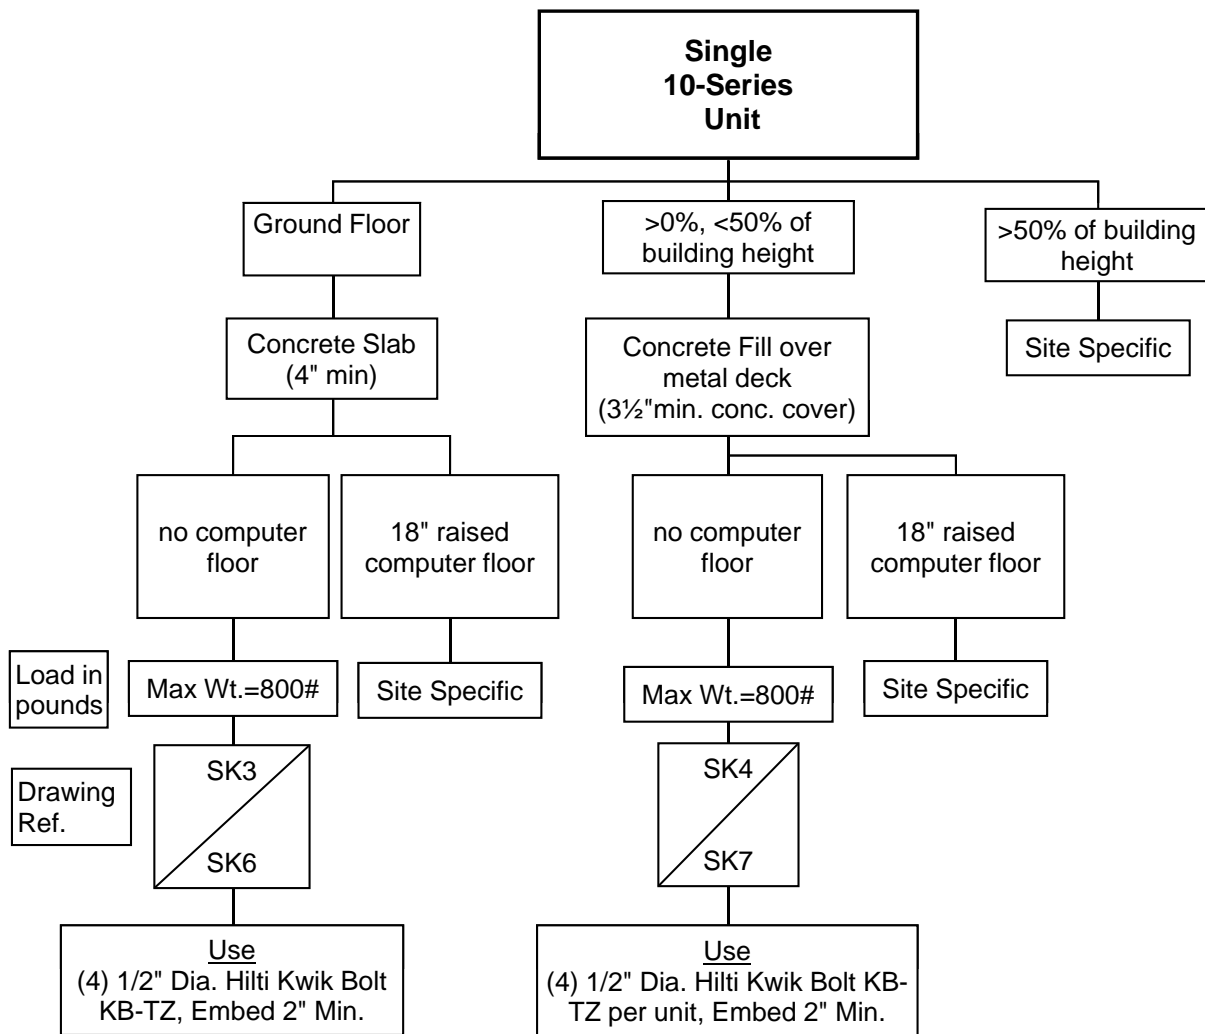 Single
10-Series
Unit
Ground Floor
>0%, <50% of
building height
>50% of building
height
Concrete Slab
(4" min)
Concrete Fill over
metal deck
(3½"min. conc. cover)
Site Specific
no computer
floor
18" raised
computer floor
no computer
floor
18" raised
computer floor
Load in
pounds
Max Wt.=800#
Site Specific
Max Wt.=800#
Site Specific
Drawing
Ref.
SK3
SK6
SK4
SK7
Use
(4) 1/2" Dia. Hilti Kwik Bolt
KB-TZ, Embed 2" Min.
Use
(4) 1/2" Dia. Hilti Kwik Bolt KB-
TZ per unit, Embed 2" Min.